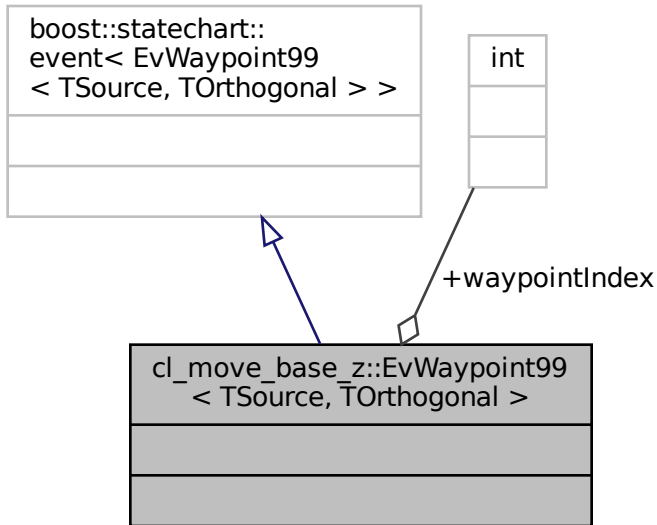 boost::statechart::
event< EvWaypoint99
< TSource, TOrthogonal > >
int
+waypointIndex
cl_move_base_z::EvWaypoint99
< TSource, TOrthogonal >